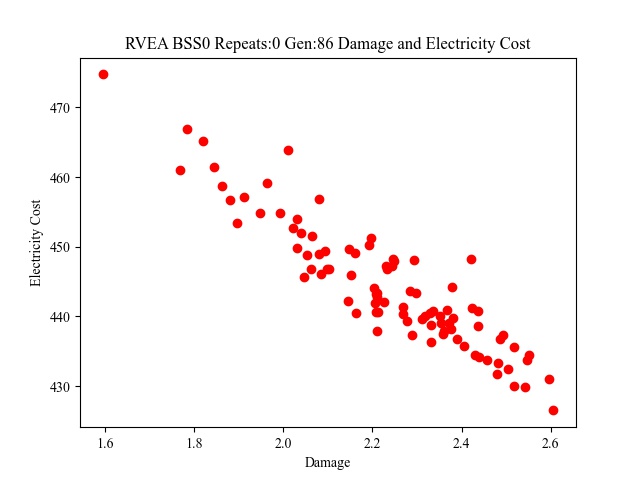 RVEA BSS0 Repeats:0 Gen:86 Damage and Electricity Cost
470
460
450
440
430
Electricity Cost
1.6 1.8 2.0 2.2 2.4 2.6
Damage